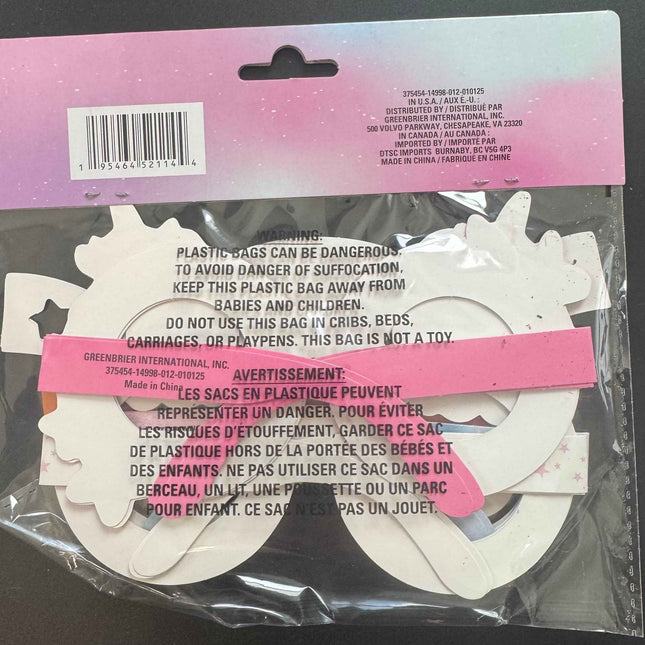 1 95464 52114 4
375454-14998-012-010125
IN U.S.A. / AUX É.-U. :
DISTRIBUTED BY / DISTRIBUÉ PAR
GREENBRIER INTERNATIONAL, INC.
500 VOLVO PARKWAY, CHESAPEAKE, VA 23320
IN CANADA / AU CANADA :
IMPORTED BY / IMPORTÉ PAR
DTSC IMPORTS BURNABY, BC V5G 4P3
MADE IN CHINA / FABRIQUÉ EN CHINE
WARNING:
PLASTIC BAGS CAN BE DANGEROUS.
TO AVOID DANGER OF SUFFOCATION,
KEEP THIS PLASTIC BAG AWAY FROM
BABIES AND CHILDREN.
DO NOT USE THIS BAG IN CRIBS, BEDS,
CARRIAGES, OR PLAYPENS. THIS BAG IS NOT A TOY.
GREENBRIER INTERNATIONAL, INC.
375454-14998-012-010125
Made in China
AVERTISSEMENT:
LES SACS EN PLASTIQUE PEUVENT
REPRÉSENTER UN DANGER. POUR ÉVITER
LES RISQUES D'ÉTOUFFEMENT, GARDER CE SAC
DE PLASTIQUE HORS DE LA PORTÉE DES BÉBÉS ET
DES ENFANTS. NE PAS UTILISER CE SAC DANS UN
BERCEAU, UN LIT, UNE POUSSETTE OU UN PARC
POUR ENFANT. CE SAC N'EST PAS UN JOUET.